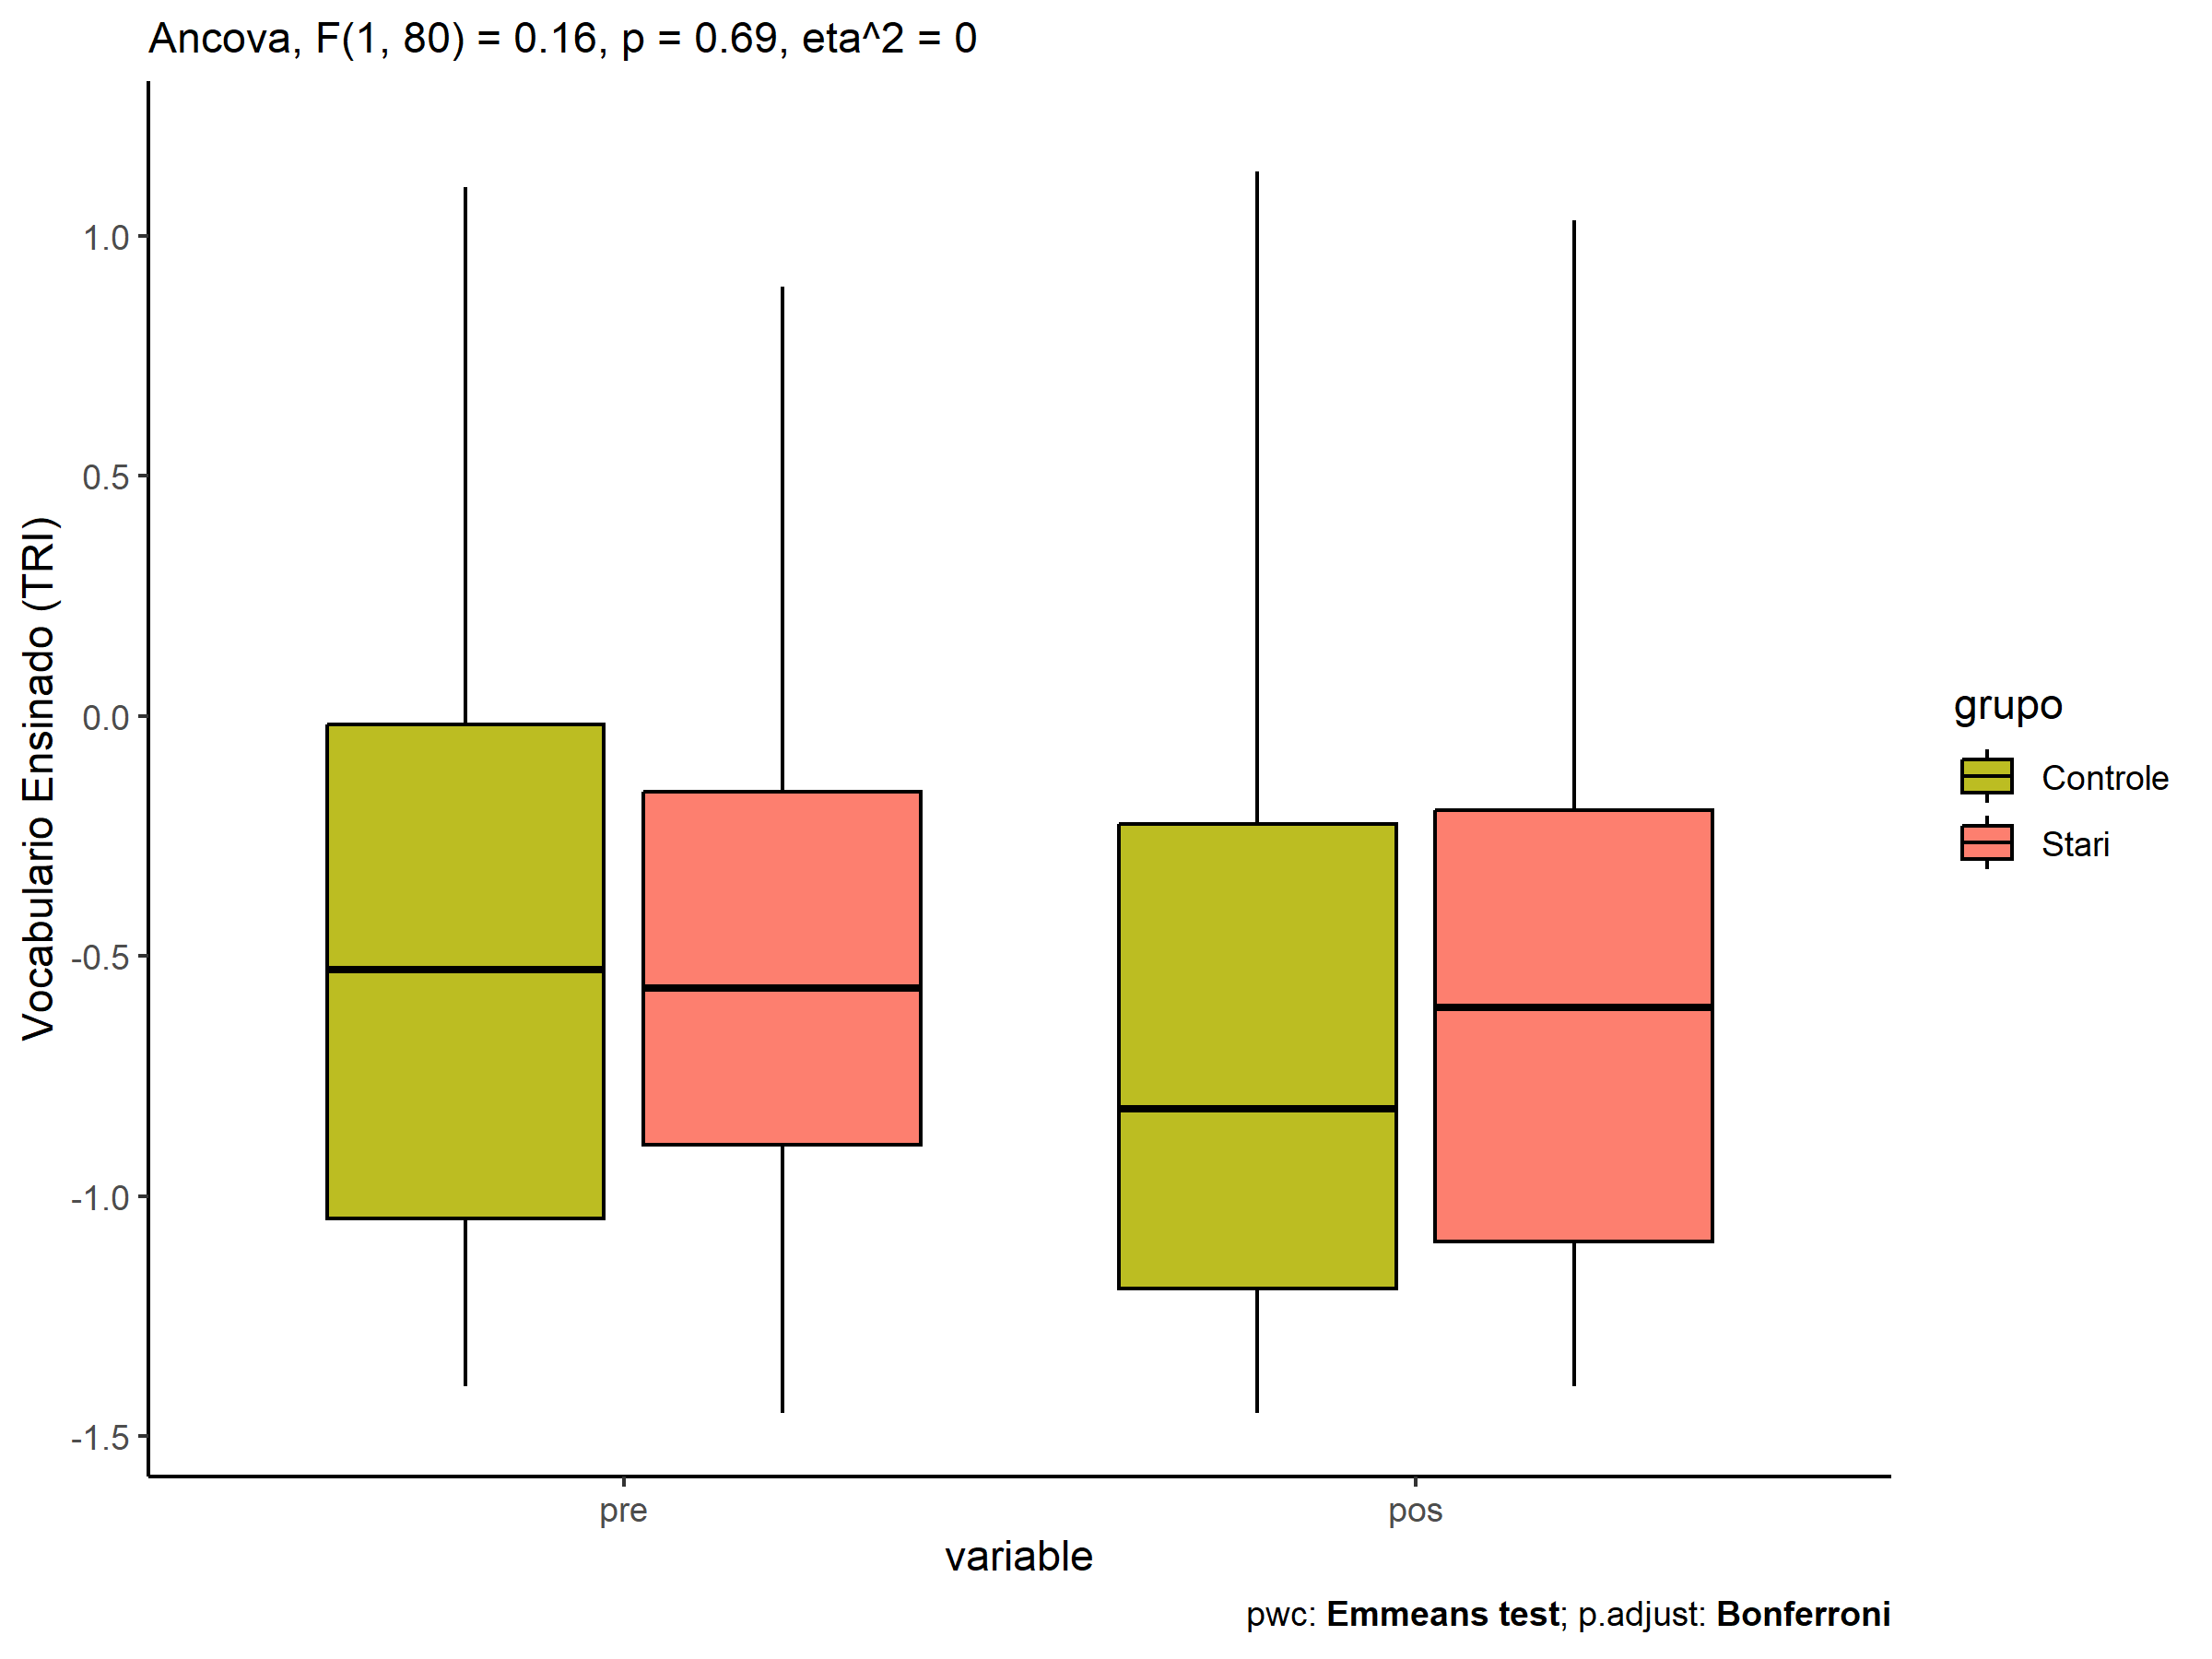 Ancova, F(1, 80) = 0.16, p = 0.69, eta^2 = 0
Vocabulario Ensinado (TRI)
1.0
0.5
0.0
-0.5
-1.0
-1.5
pre
pos
variable
grupo
Controle
Stari
pwc: Emmeans test; p.adjust: Bonferroni